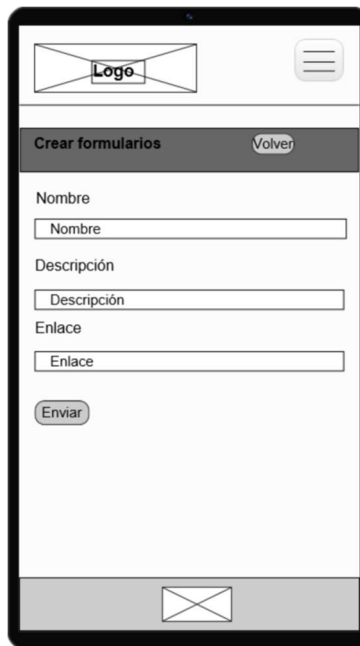 Logo
Crear formularios Volver
Nombre
Nombre
Descripción
Descripción
Enlace
Enlace
Enviar